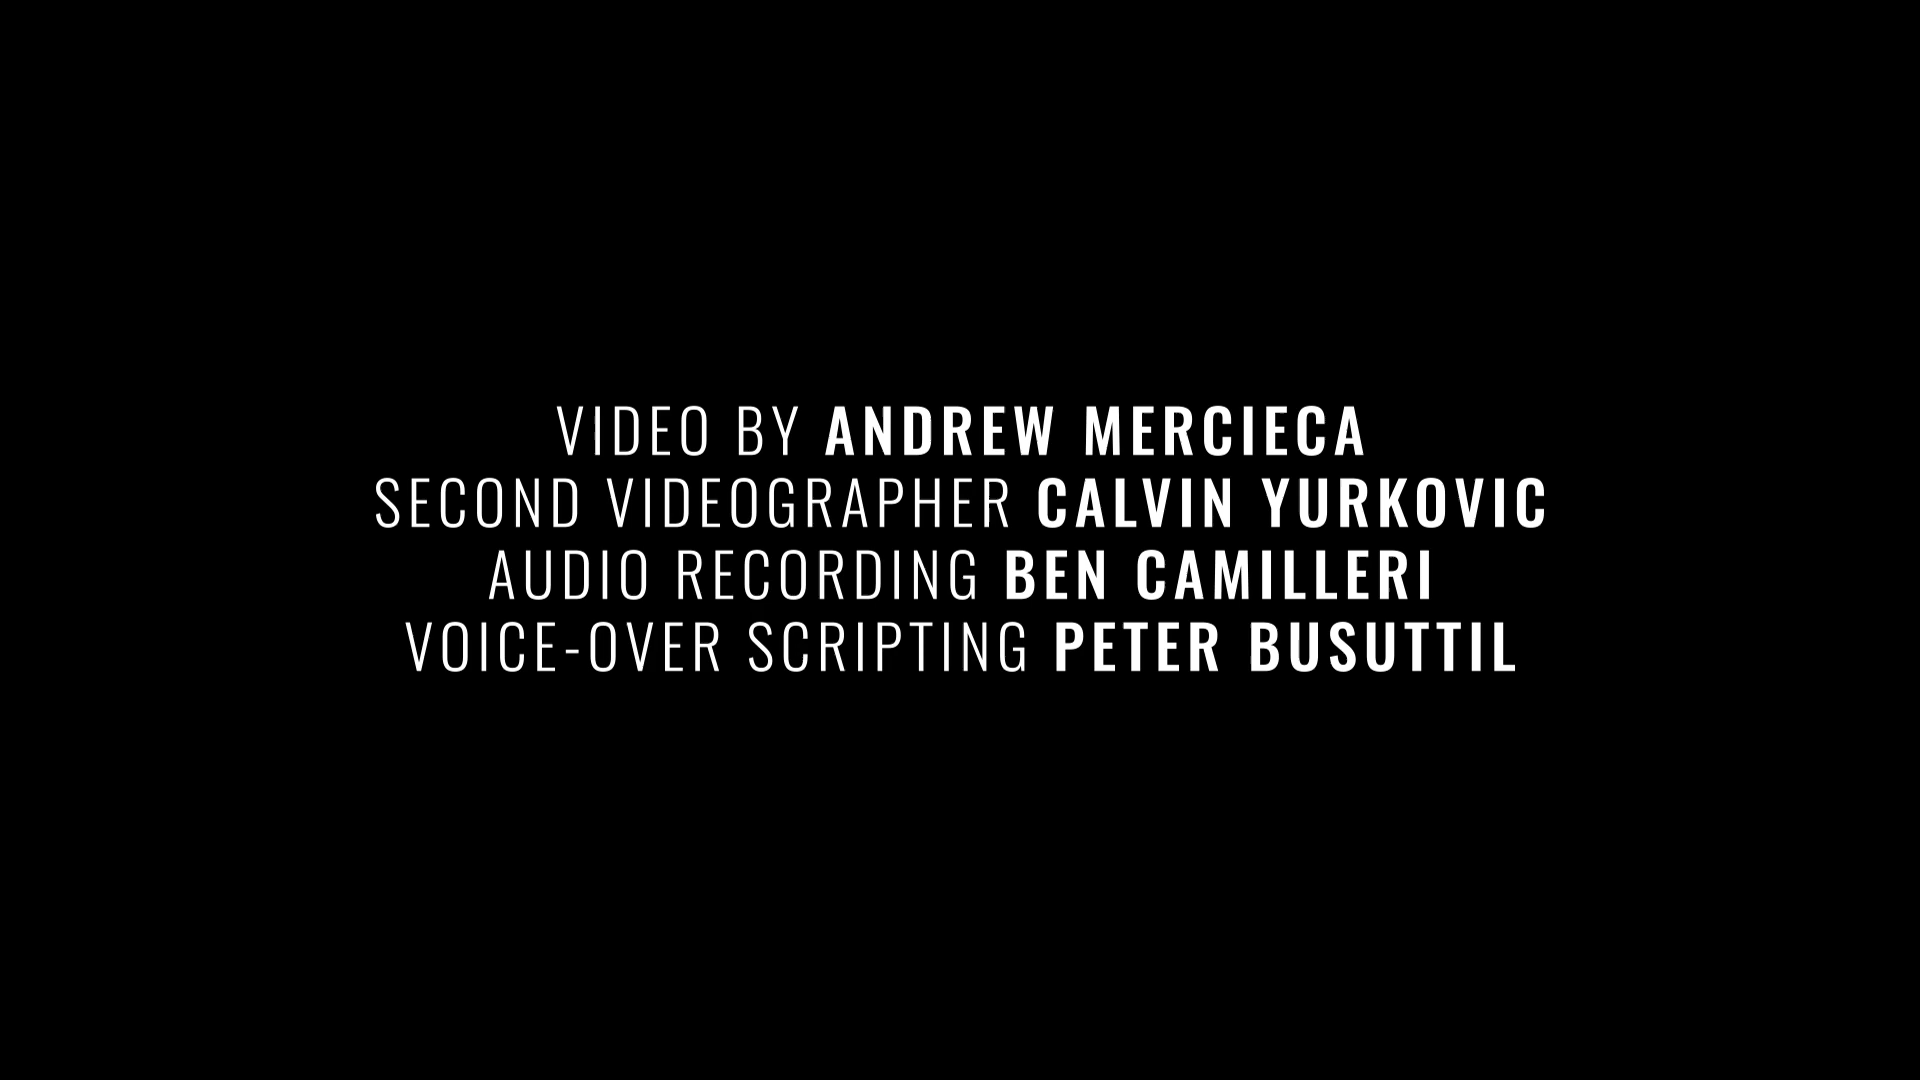 VIDEO BY ANDREW MERCIECA
SECOND VIDEOGRAPHER CALVIN YURKOVIC
AUDIO RECORDING BEN CAMILLERI
VOICE-OVER SCRIPTING PETER BUSUTTIL